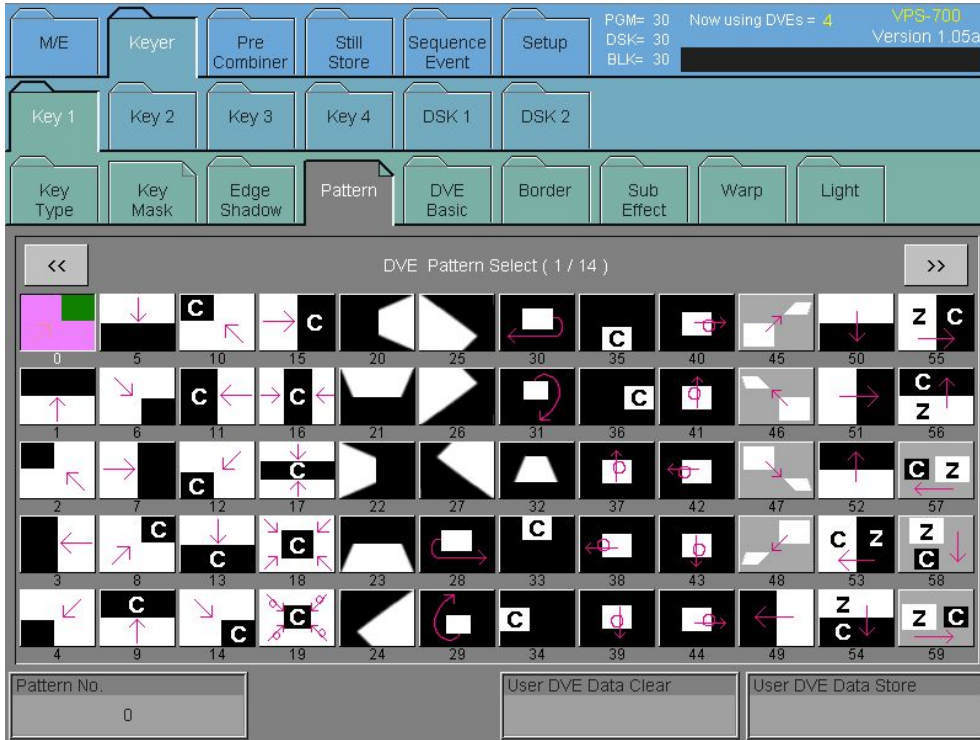 M/E Keyer Pre Combiner Still Store Sequence Event Setup
PGM= 30 Now using DVEs = 4 VPS-700
DSK= 30 Version 1.05a
BLK= 30
Key 1 Key 2 Key 3 Key 4 DSK 1 DSK 2
Key Type Key Mask Edge Shadow Pattern DVE Basic Border Sub Effect Warp Light
<< DVE Pattern Select ( 1 / 14 ) >>
C C C Z C
0 5 10 15 20 25 30 35 40 45 50 55
C C C C Z
1 6 11 16 21 26 31 36 41 46 51 56
C C C Z
2 7 12 17 22 27 32 37 42 47 52 57
C C C C C Z Z C
3 8 13 18 23 28 33 38 43 48 53 58
C C C C Z C Z C
4 9 14 19 24 29 34 39 44 49 54 59
Pattern No. User DVE Data Clear User DVE Data Store
0